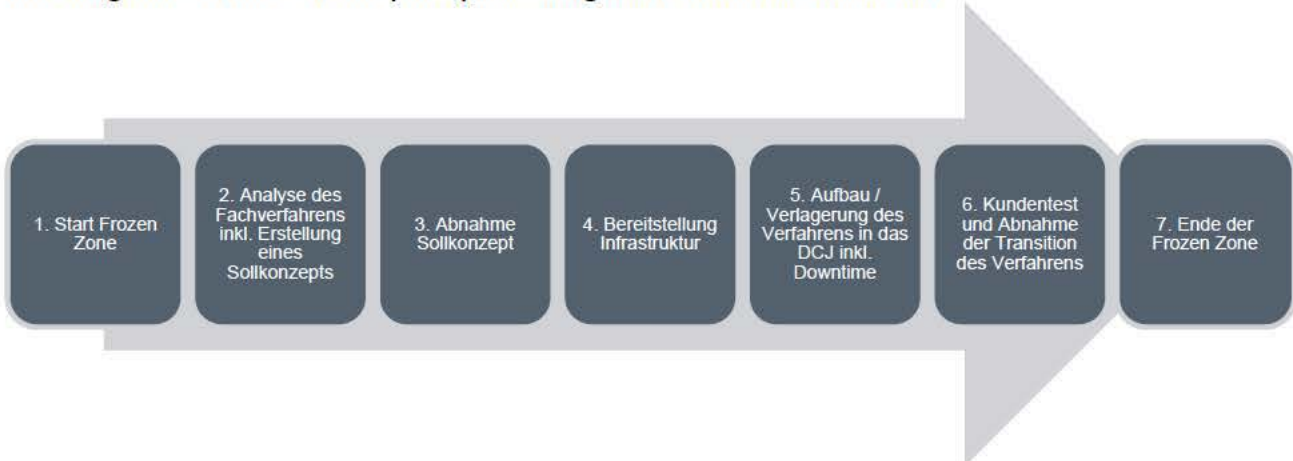 1. Start Frozen
Zone
2. Analyse des
Fachverfahrens
inkl. Erstellung
eines
Sollkonzepts
3. Abnahme
Sollkonzept
4. Bereitstellung
Infrastruktur
5. Aufbau /
Verlagerung des
Verfahrens in das
DCJ inkl.
Downtime
6. Kundentest
und Abnahme
der Transition
des Verfahrens
7. Ende der
Frozen Zone